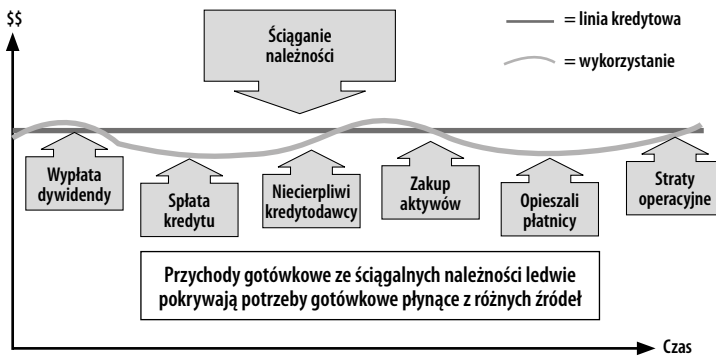 $$
Ściąganie
należności
= linia kredytowa
= wykorzystanie
Wypłata
dywidendy
Spłata
kredytu
Niecierpliwi
kredytodawcy
Zakup
aktywów
Opieszali
płatnicy
Straty
operacyjne
Przychody gotówkowe ze ściągalnych należności ledwie
pokrywają potrzeby gotówkowe płynące z różnych źródeł
Czas